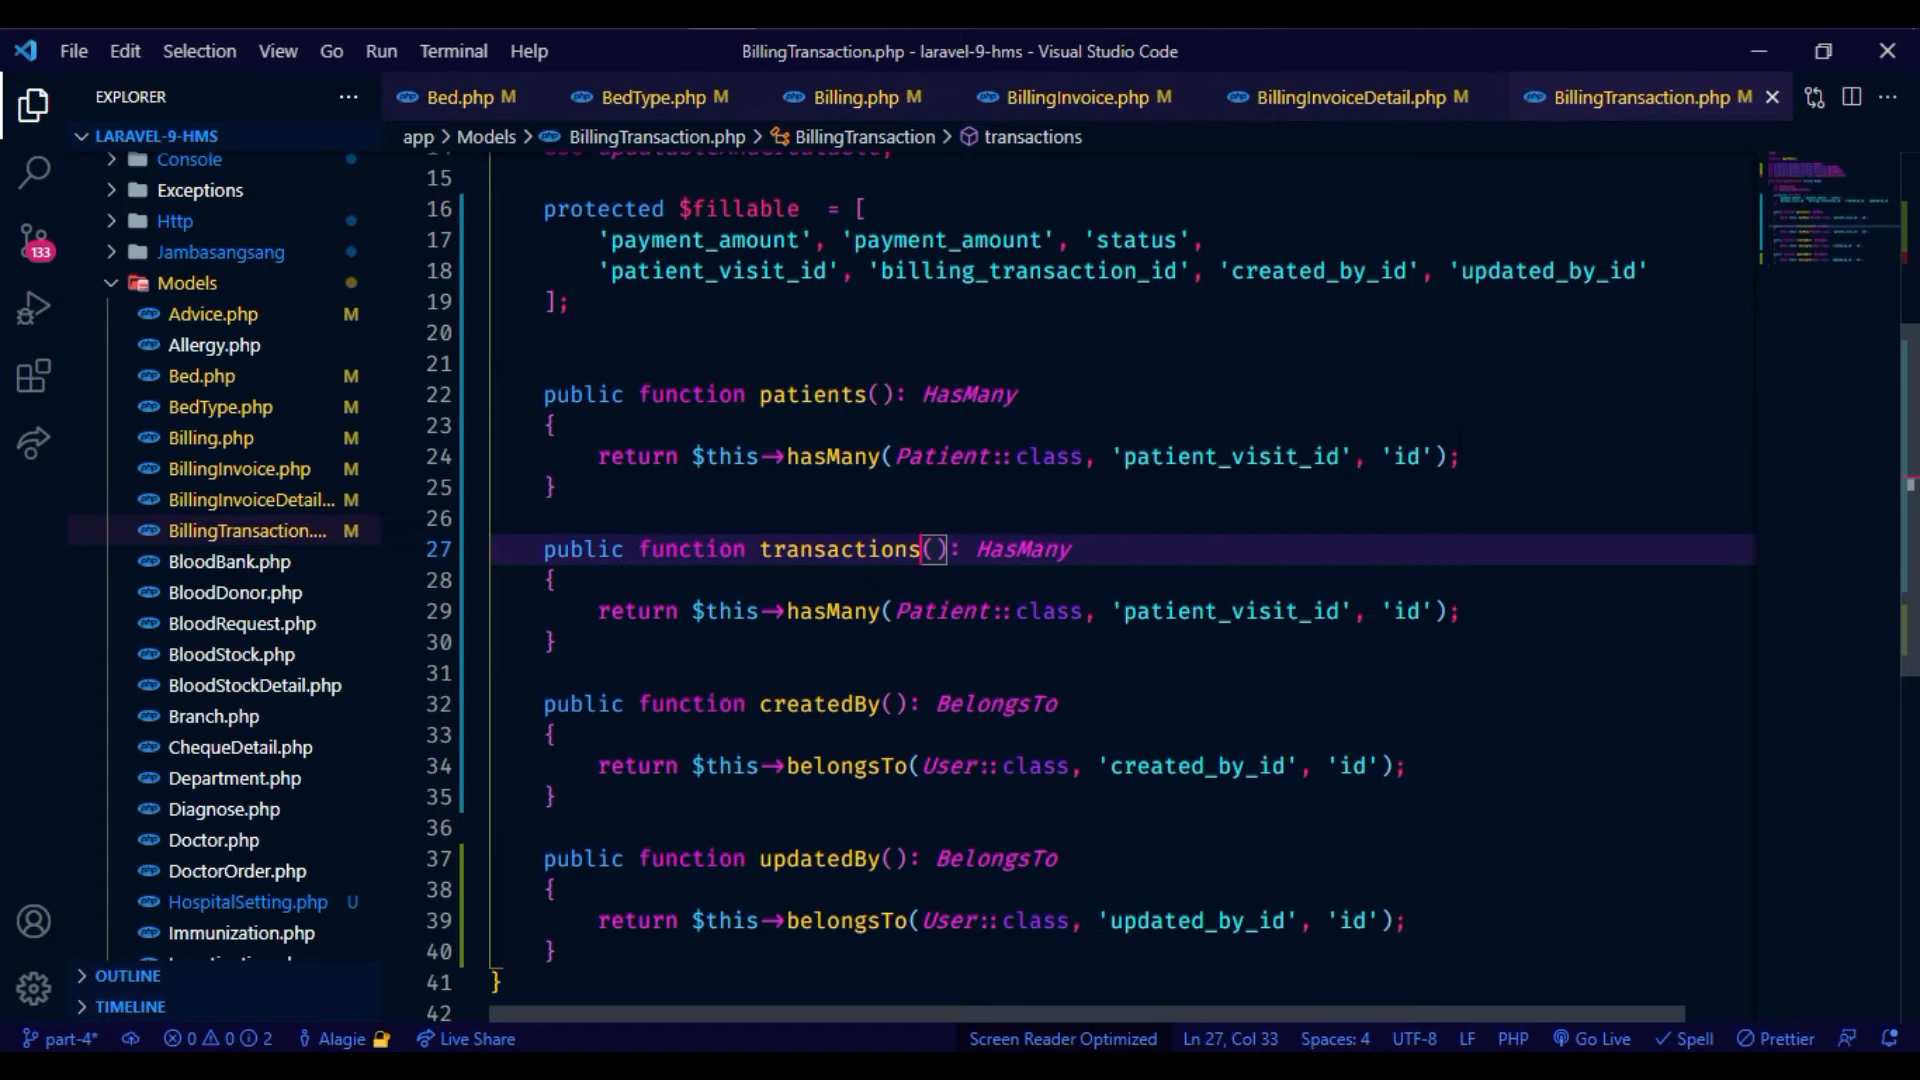 File Edit Selection View Go Run Terminal Help
BillingTransaction.php - laravel-9-hms - Visual Studio Code
EXPLORER
Bed.php M
BedType.php M
Billing.php M
BillingInvoice.php M
BillingInvoiceDetail.php M
BillingTransaction.php M
LARAVEL-9-HMS
app > Models > BillingTransaction.php > BillingTransaction > transactions
Console
Exceptions
Http
133
Jambasangsang
Models
Advice.php M
Allergy.php
Bed.php M
BedType.php M
Billing.php M
BillingInvoice.php M
BillingInvoiceDetail... M
BillingTransaction.... M
BloodBank.php
BloodDonor.php
BloodRequest.php
BloodStock.php
BloodStockDetail.php
Branch.php
ChequeDetail.php
Department.php
Diagnose.php
Doctor.php
DoctorOrder.php
HospitalSetting.php U
Immunization.php
OUTLINE
TIMELINE
15
16 protected $fillable = [
17 'payment_amount', 'payment_amount', 'status',
18 'patient_visit_id', 'billing_transaction_id', 'created_by_id', 'updated_by_id'
19 ];
20
21
22 public function patients(): HasMany
23 {
24 return $this->hasMany(Patient::class, 'patient_visit_id', 'id');
25 }
26
27 public function transactions(): HasMany
28 {
29 return $this->hasMany(Patient::class, 'patient_visit_id', 'id');
30 }
31
32 public function createdBy(): BelongsTo
33 {
34 return $this->belongsTo(User::class, 'created_by_id', 'id');
35 }
36
37 public function updatedBy(): BelongsTo
38 {
39 return $this->belongsTo(User::class, 'updated_by_id', 'id');
40 }
41 }
42
part-4* 0 0 2 Alagie Live Share Screen Reader Optimized Ln 27, Col 33 Spaces: 4 UTF-8 LF PHP Go Live Spell Prettier